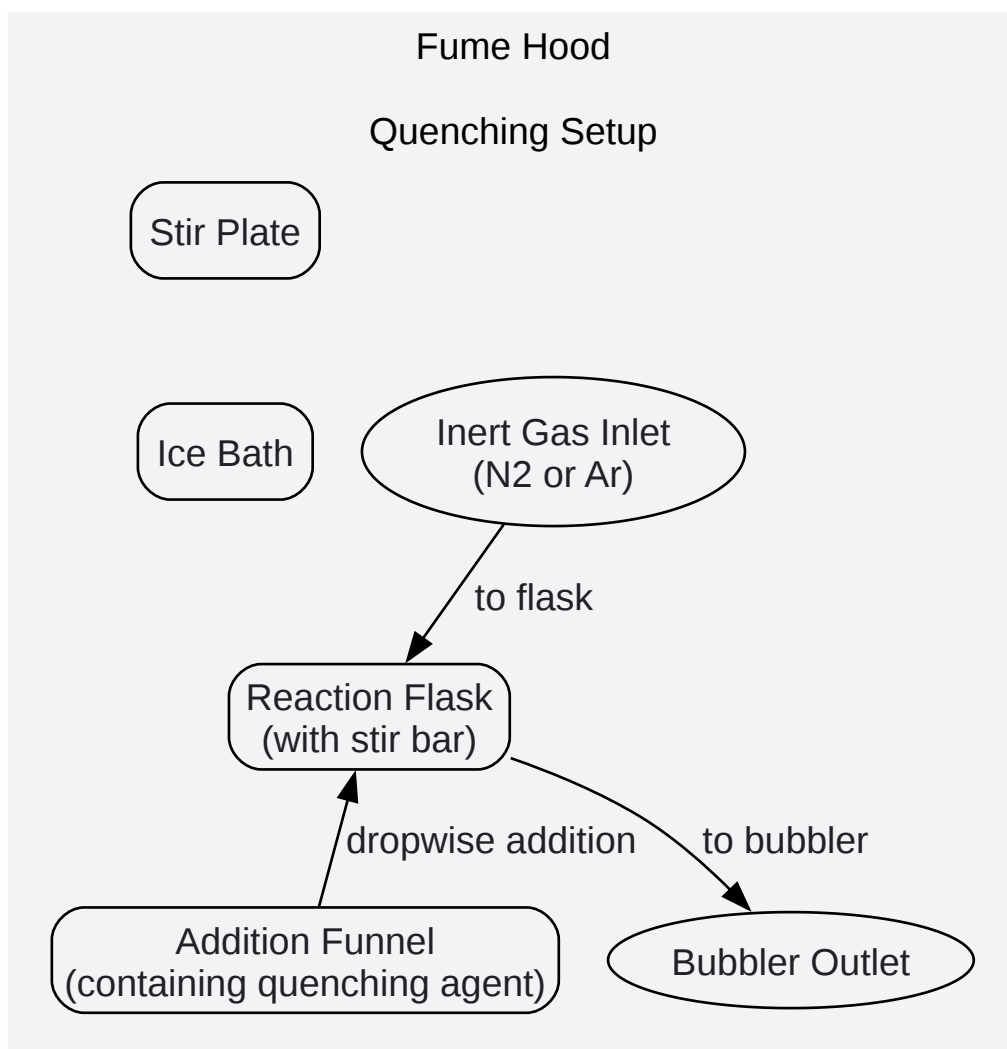 Fume Hood
Quenching Setup
Stir Plate
Ice Bath
Inert Gas Inlet
(N2 or Ar)
to flask
Reaction Flask
(with stir bar)
dropwise addition
to bubbler
Addition Funnel
(containing quenching agent)
Bubbler Outlet